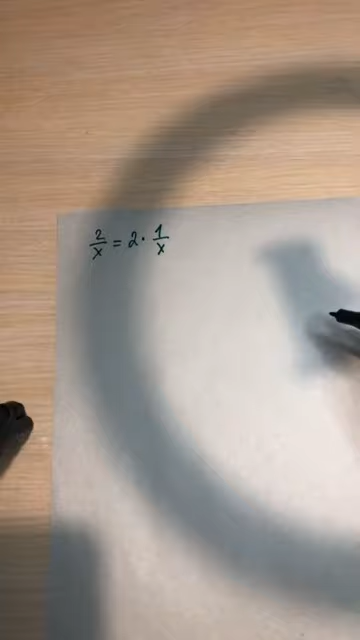 2/x = 2 · 1/x